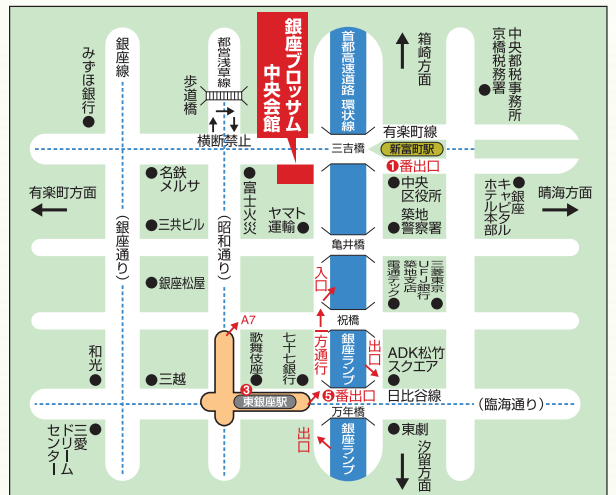 銀座線
みずほ銀行
都営浅草線
歩道橋
横断禁止
銀座ブロッサム
中央会館
首都高速道路 環状線
箱崎方面
中央都税事務所
京橋税務署
有楽町線
三吉橋
新富町駅
❶番出口
有楽町方面
名鉄
メルサ
富士火災
ヤマト
運輸
中央
区役所
築地
警察署
銀座
キャピタル
ホテル本部
晴海方面
(銀座通り)
三共ビル
(昭和通り)
亀井橋
銀座松屋
入口
三菱東京
UFJ銀行
築地支店
電通テック
A7
祝橋
一方通行
和光
三越
歌舞伎座
七十七銀行
銀座ランプ
出口
ADK松竹
スクエア
❸
東銀座駅
❺番出口
日比谷線
(臨海通り)
万年橋
三愛
ドリーム
センター
出口
銀座ランプ
東劇
汐留方面